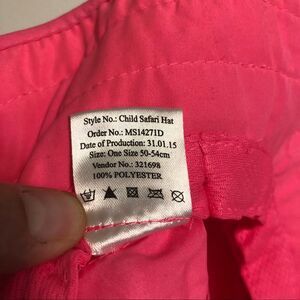 Style No.: Child Safari Hat
Order No.: MS14271D
Date of Production: 31.01.15
Size: One Size 50-54cm
Vendor No.: 321698
100% POLYESTER